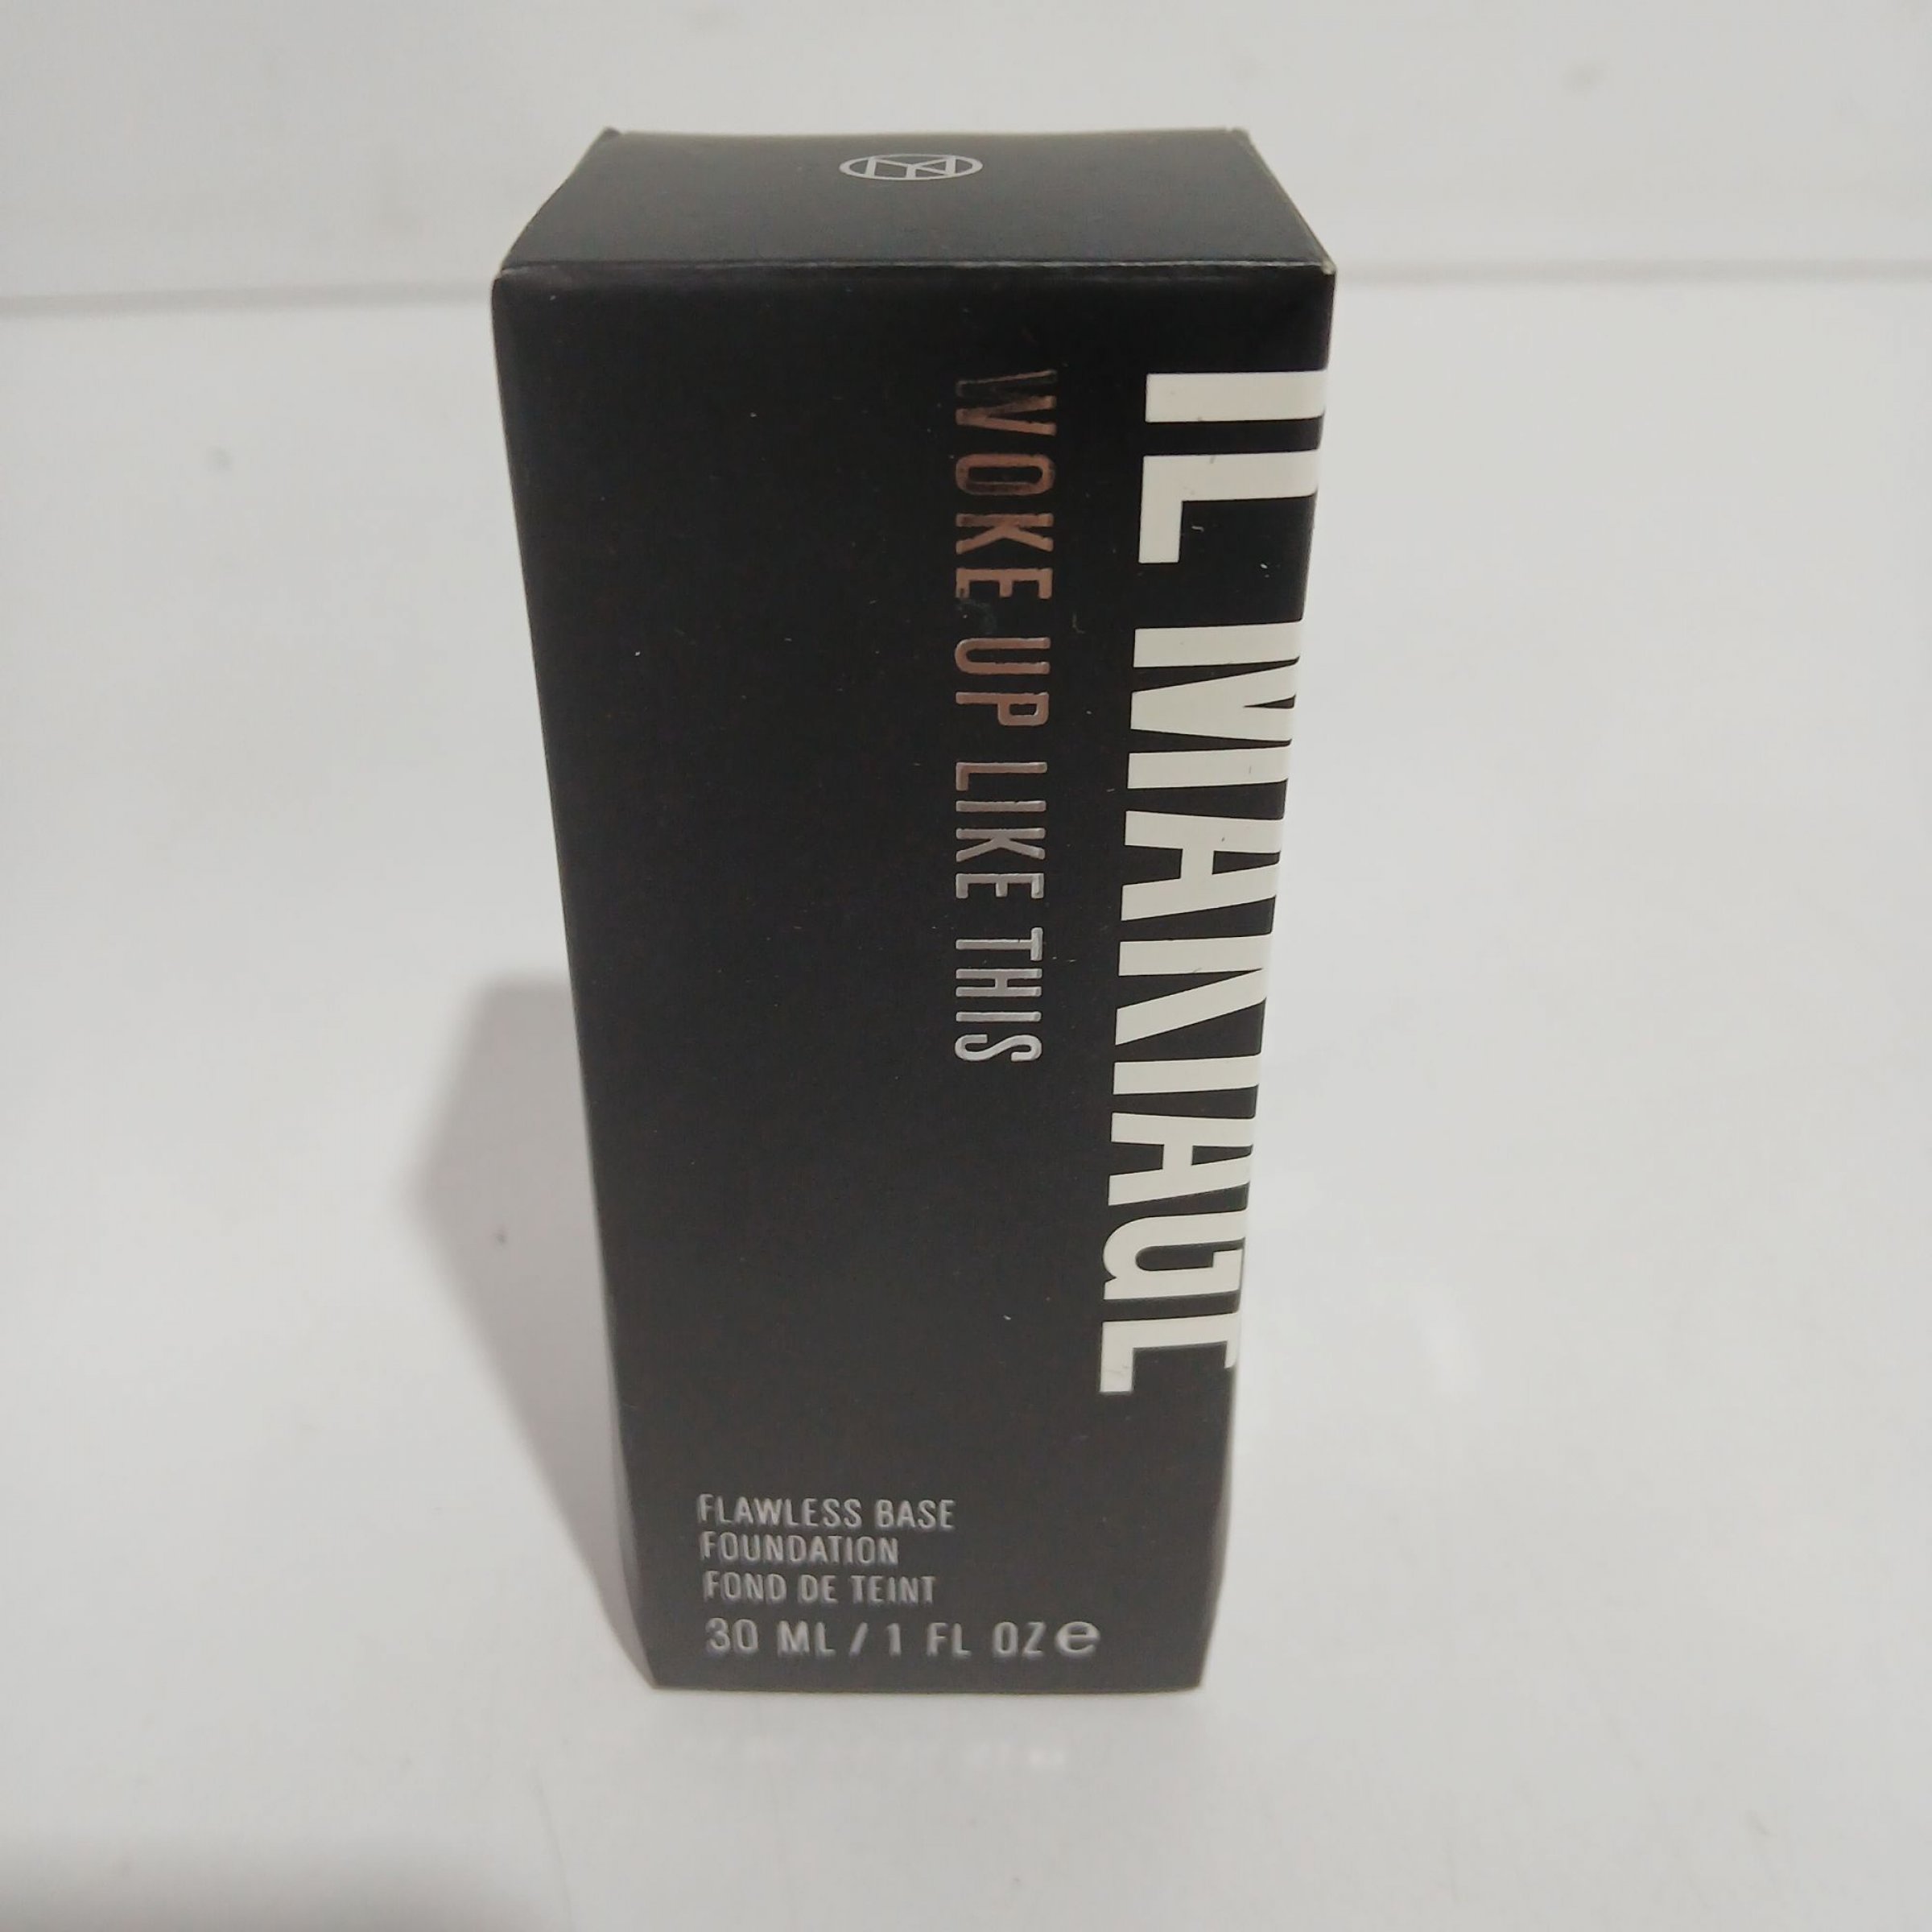 IL MAKIAGE
WOKE UP LIKE THIS
FLAWLESS BASE
FOUNDATION
FOND DE TEINT
30 ML / 1 FL OZ e